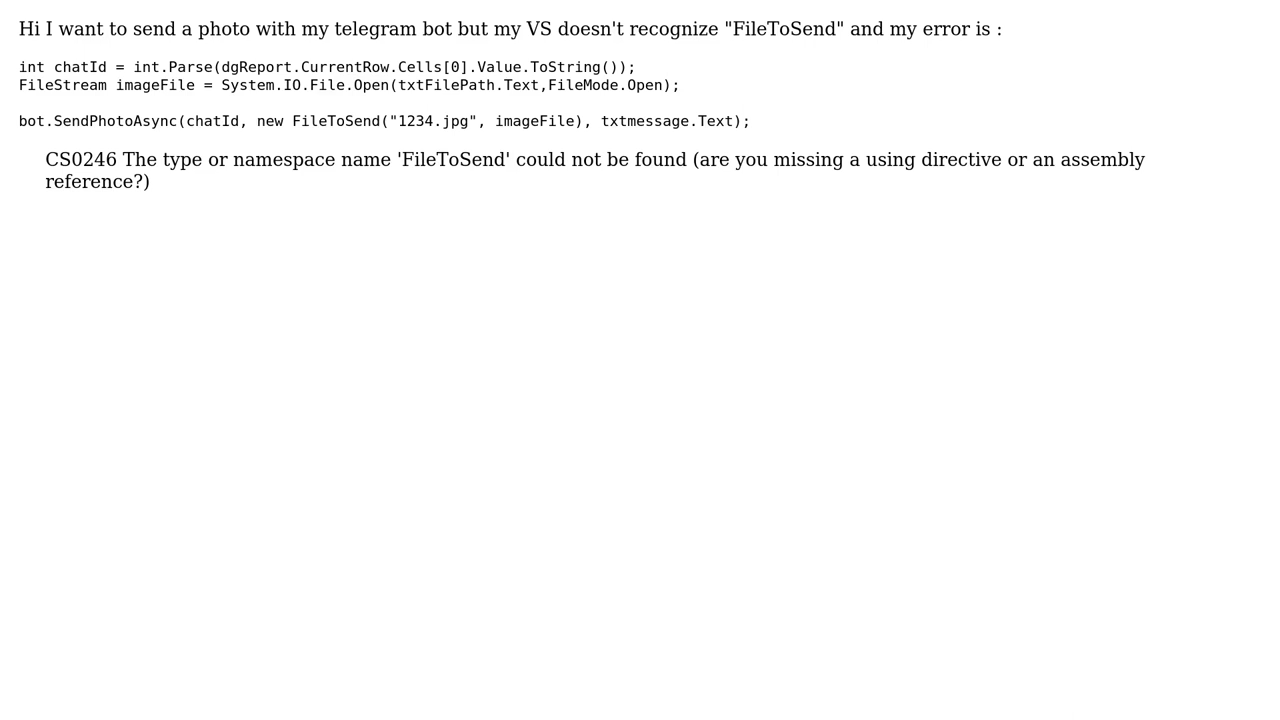 Hi I want to send a photo with my telegram bot but my VS doesn't recognize "FileToSend" and my error is :
int chatId = int.Parse(dgReport.CurrentRow.Cells[0].Value.ToString());
FileStream imageFile = System.IO.File.Open(txtFilePath.Text,FileMode.Open);
bot.SendPhotoAsync(chatId, new FileToSend("1234.jpg", imageFile), txtmessage.Text);
CS0246 The type or namespace name 'FileToSend' could not be found (are you missing a using directive or an assembly
reference?)